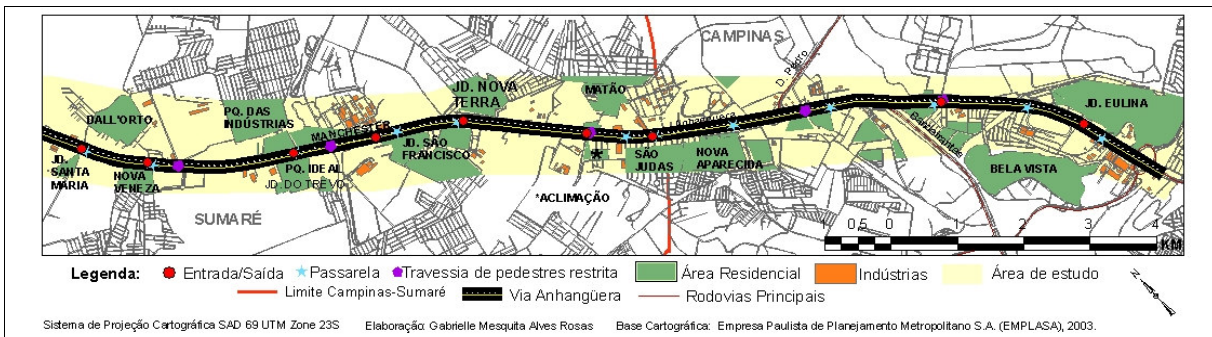 CAMPINAS
D. Pedro
JD. NOVA
TERRA
MATÃO
DALL'ORTO
PQ. DAS
INDÚSTRIAS
MANCHESTER
JD. EULINA
JD. SÃO
FRANCISCO
JD.
SANTA
MARIA
NOVA
VENEZA
PQ. IDEAL
JD. DO TREVO
*
SÃO
JUDAS
NOVA
APARECIDA
Bandeirantes
BELA VISTA
SUMARÉ
*ACLIMAÇÃO
0 0,5 1 2 3 4
KM
Legenda: Entrada/Saída Passarela Travessia de pedestres restrita Área Residencial Indústrias Área de estudo
Limite Campinas-Sumaré Via Anhangüera Rodovias Principais
Sistema de Projeção Cartográfica SAD 69 UTM Zone 23S Elaboração: Gabrielle Mesquita Alves Rosas Base Cartográfica: Empresa Paulista de Planejamento Metropolitano S.A. (EMPLASA), 2003.